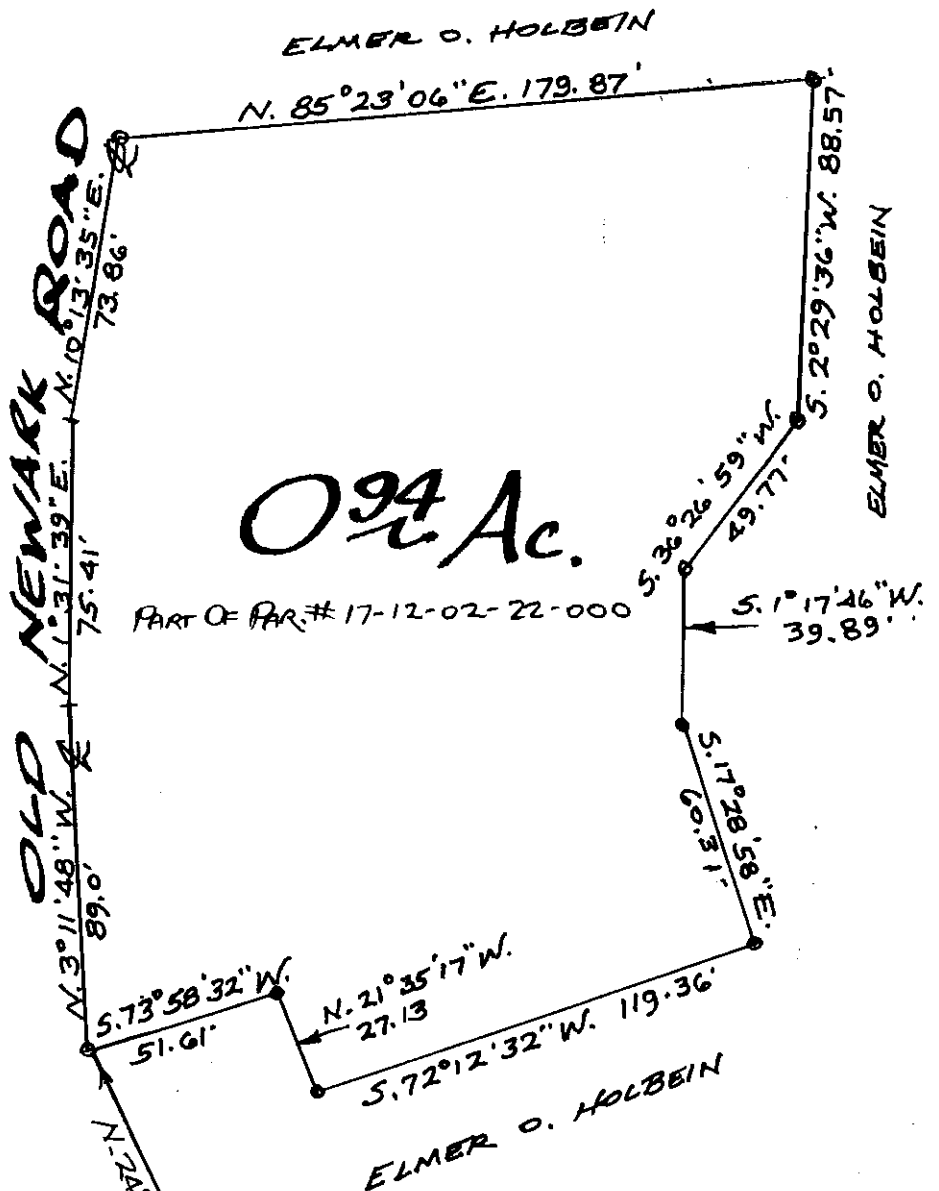 ELMER O. HOLBEIN
N. 85°23'06"E. 179.87'
OLD NEWARK ROAD
N. 10°13'35"E.
73.86'
S. 2°29'36"W. 88.57'
ELMER O. HOLBEIN
N. 1°31'39"E.
75.41'
0.94 Ac.
S. 36°26'59"W.
49.77'
PART OF PAR.# 17-12-02-22-000
S. 1°17'46"W.
39.89'
N. 3°11'48"W.
89.0'
S. 17°28'58"E.
60.31'
S. 73°58'32"W.
51.61'
N. 21°35'17"W.
27.13
S. 72°12'32"W. 119.36'
ELMER O. HOLBEIN